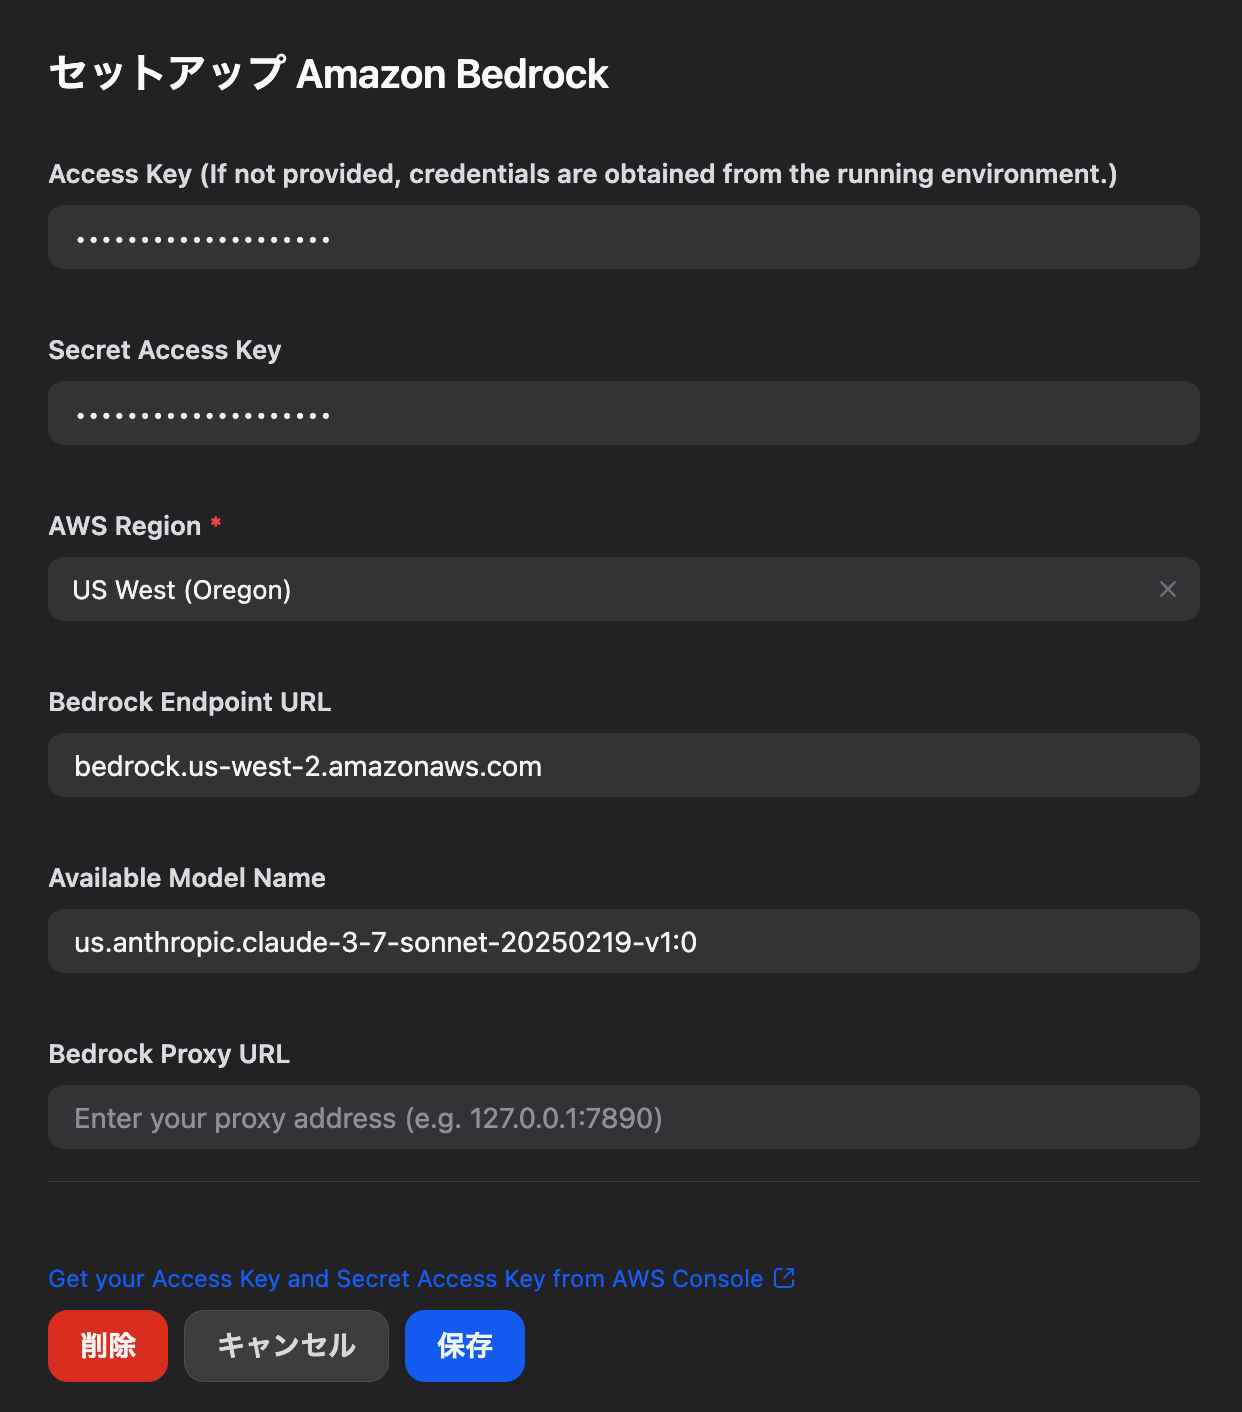 セットアップ Amazon Bedrock
Access Key (If not provided, credentials are obtained from the running environment.)
••••••••••••••••••••
Secret Access Key
••••••••••••••••••••
AWS Region *
US West (Oregon)
Bedrock Endpoint URL
bedrock.us-west-2.amazonaws.com
Available Model Name
us.anthropic.claude-3-7-sonnet-20250219-v1:0
Bedrock Proxy URL
Enter your proxy address (e.g. 127.0.0.1:7890)
Get your Access Key and Secret Access Key from AWS Console
削除 キャンセル 保存